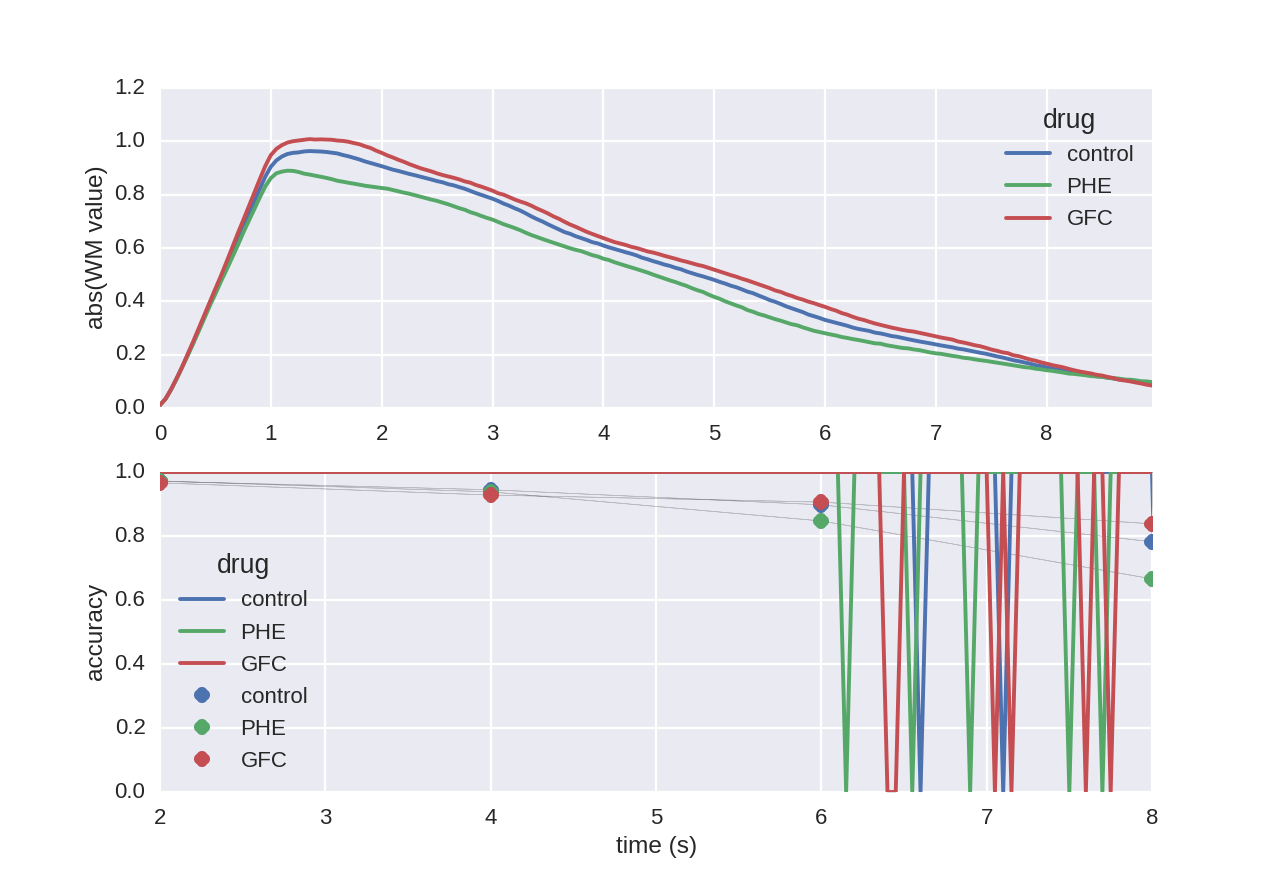 1.2
1.0
0.8
0.6
0.4
0.2
0.0
abs(WM value)
drug
control
PHE
GFC
0 1 2 3 4 5 6 7 8
1.0
0.8
0.6
0.4
0.2
0.0
accuracy
drug
control
PHE
GFC
control
PHE
GFC
2 3 4 5 6 7 8
time (s)